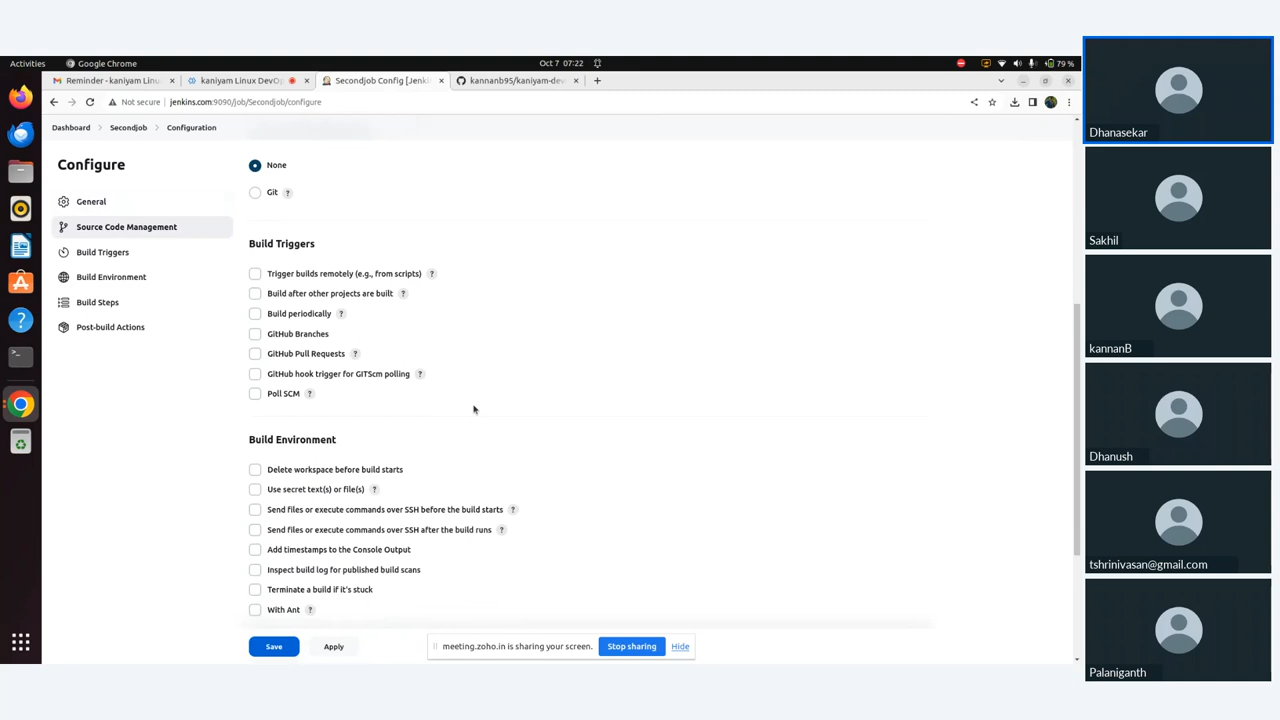 Activities
Google Chrome
Oct 7 07:22
79 %
Reminder - kaniyam Linu
kaniyam Linux DevOp
Secondjob Config [Jenki
kannanb95/kaniyam-dev
Not secure
jenkins.com:9090/job/Secondjob/configure
Dashboard
Secondjob
Configuration
Configure
General
Source Code Management
Build Triggers
Build Environment
Build Steps
Post-build Actions
None
Git ?
Build Triggers
Trigger builds remotely (e.g., from scripts) ?
Build after other projects are built ?
Build periodically ?
GitHub Branches
GitHub Pull Requests ?
GitHub hook trigger for GITScm polling ?
Poll SCM ?
Build Environment
Delete workspace before build starts
Use secret text(s) or file(s) ?
Send files or execute commands over SSH before the build starts ?
Send files or execute commands over SSH after the build runs ?
Add timestamps to the Console Output
Inspect build log for published build scans
Terminate a build if it's stuck
With Ant ?
Save
Apply
meeting.zoho.in is sharing your screen.
Stop sharing
Hide
Dhanasekar
Sakhil
kannanB
Dhanush
tshrinivasan@gmail.com
Palaniganth